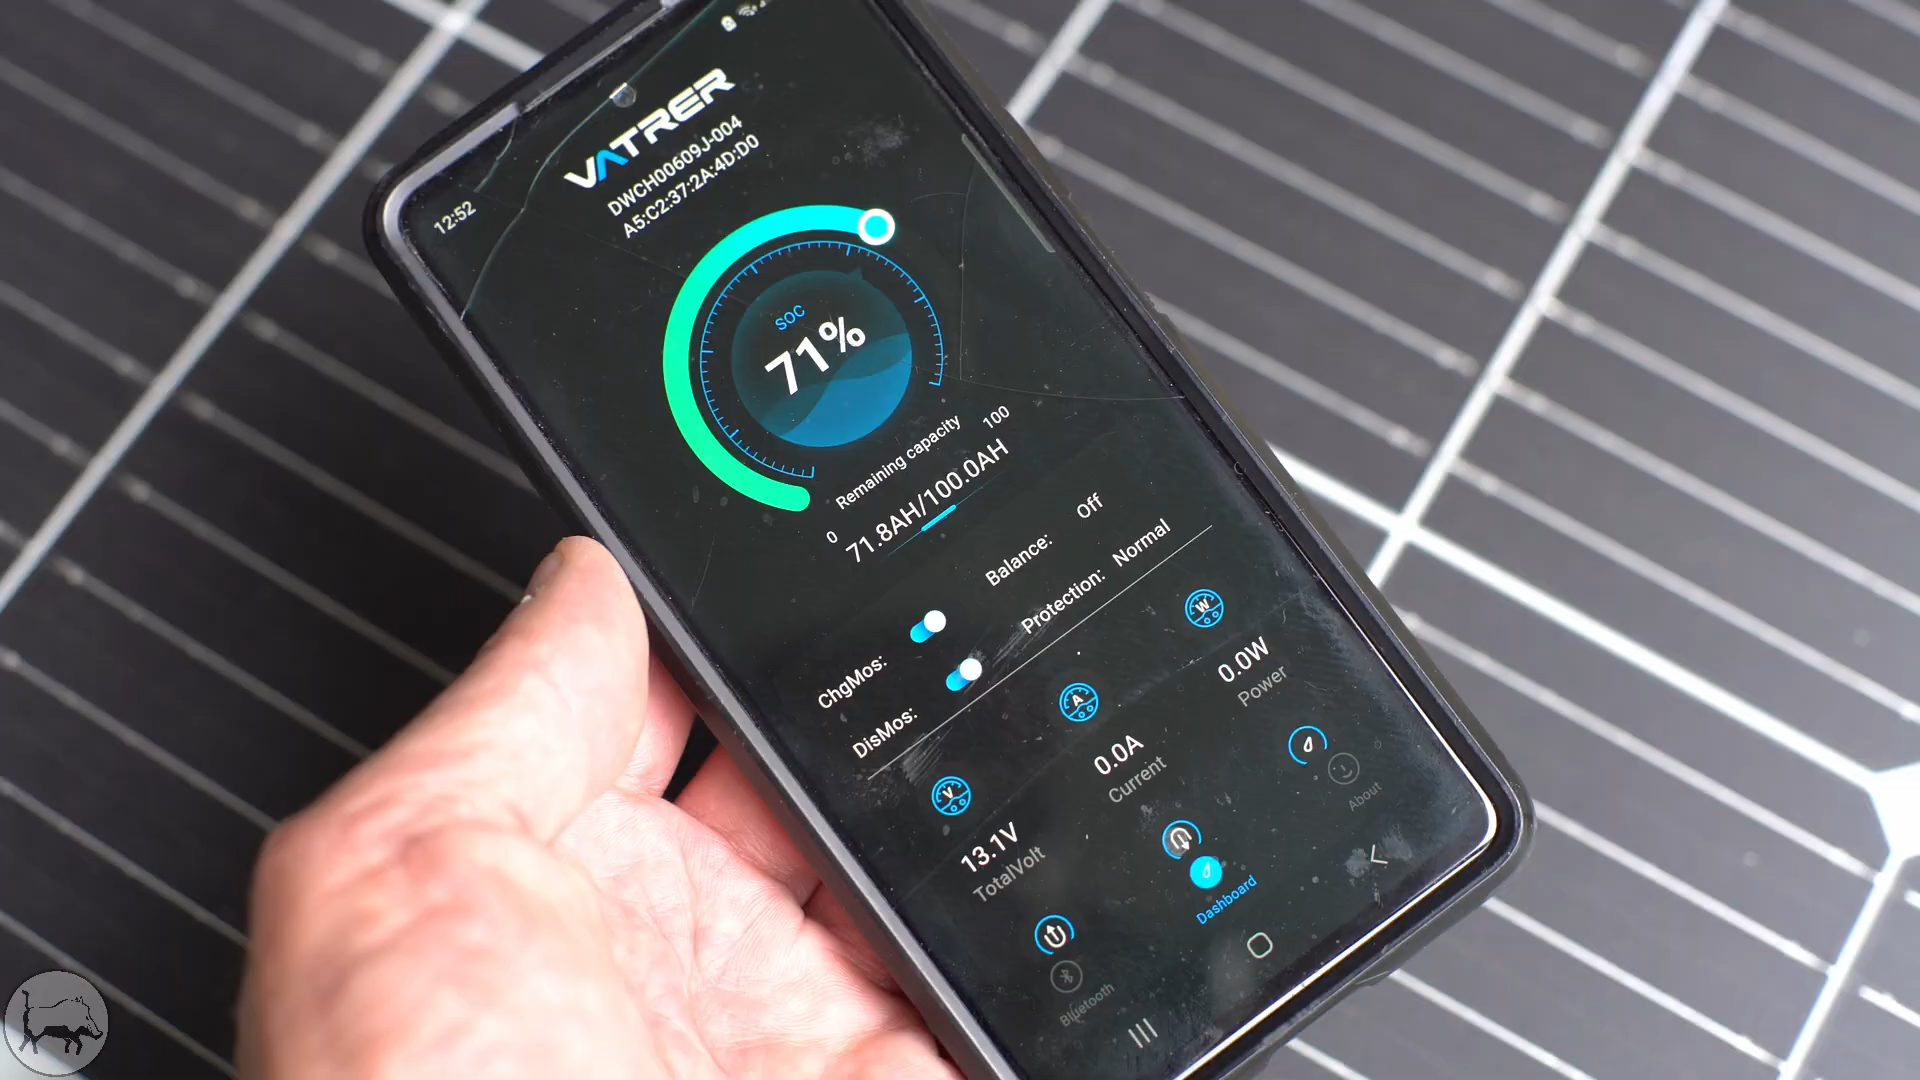 12:52
VATRER
DWCH00609J-004
A5:C2:37:2A:4D:D0
SOC
71%
Remaining capacity
0 100
71.8AH/100.0AH
ChgMos: Balance: Off
DisMos: Protection: Normal
V A W
13.1V 0.0A 0.0W
TotalVolt Current Power
Bluetooth Dashboard About